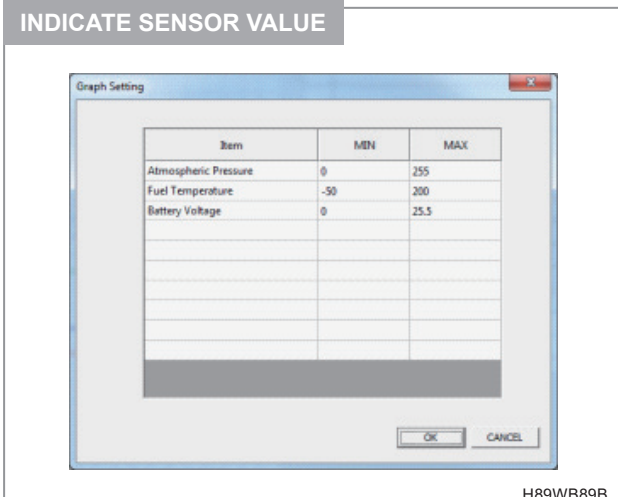 INDICATE SENSOR VALUE
Graph Setting
Item MIN MAX
Atmospheric Pressure 0 255
Fuel Temperature -50 200
Battery Voltage 0 25.5
OK CANCEL
H89WB89B